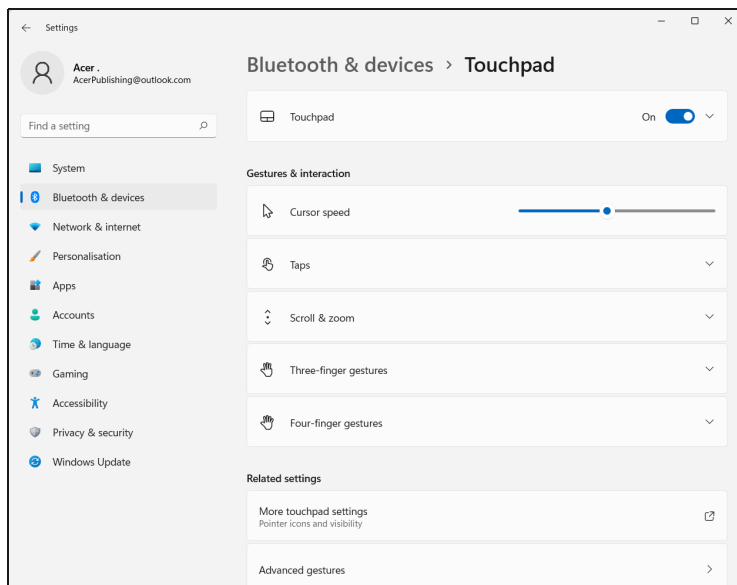 Settings
Acer .
AcerPublishing@outlook.com
Find a setting
System
Bluetooth & devices
Network & internet
Personalisation
Apps
Accounts
Time & language
Gaming
Accessibility
Privacy & security
Windows Update
Bluetooth & devices › Touchpad
Touchpad On
Gestures & interaction
Cursor speed
Taps
Scroll & zoom
Three-finger gestures
Four-finger gestures
Related settings
More touchpad settings
Pointer icons and visibility
Advanced gestures